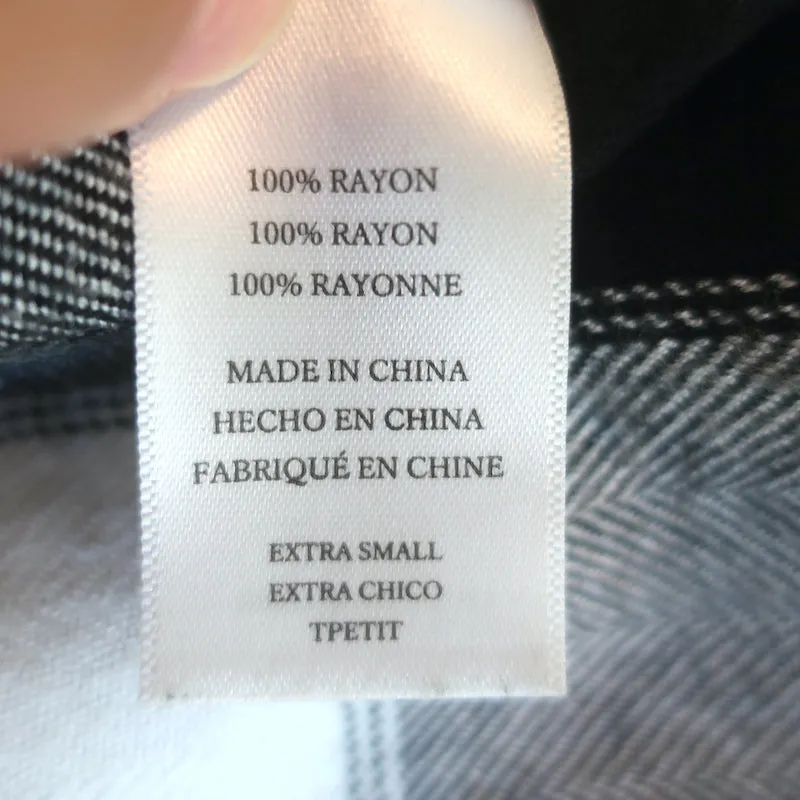 100% RAYON
100% RAYON
100% RAYONNE
MADE IN CHINA
HECHO EN CHINA
FABRIQUÉ EN CHINE
EXTRA SMALL
EXTRA CHICO
TPETIT